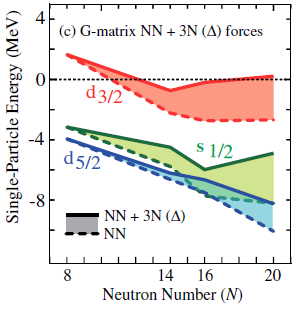 (c) G-matrix NN + 3N (Δ) forces
Single-Particle Energy (MeV)
4
0
-4
-8
d3/2
s 1/2
d5/2
NN + 3N (Δ)
NN
8 14 16 20
Neutron Number (N)